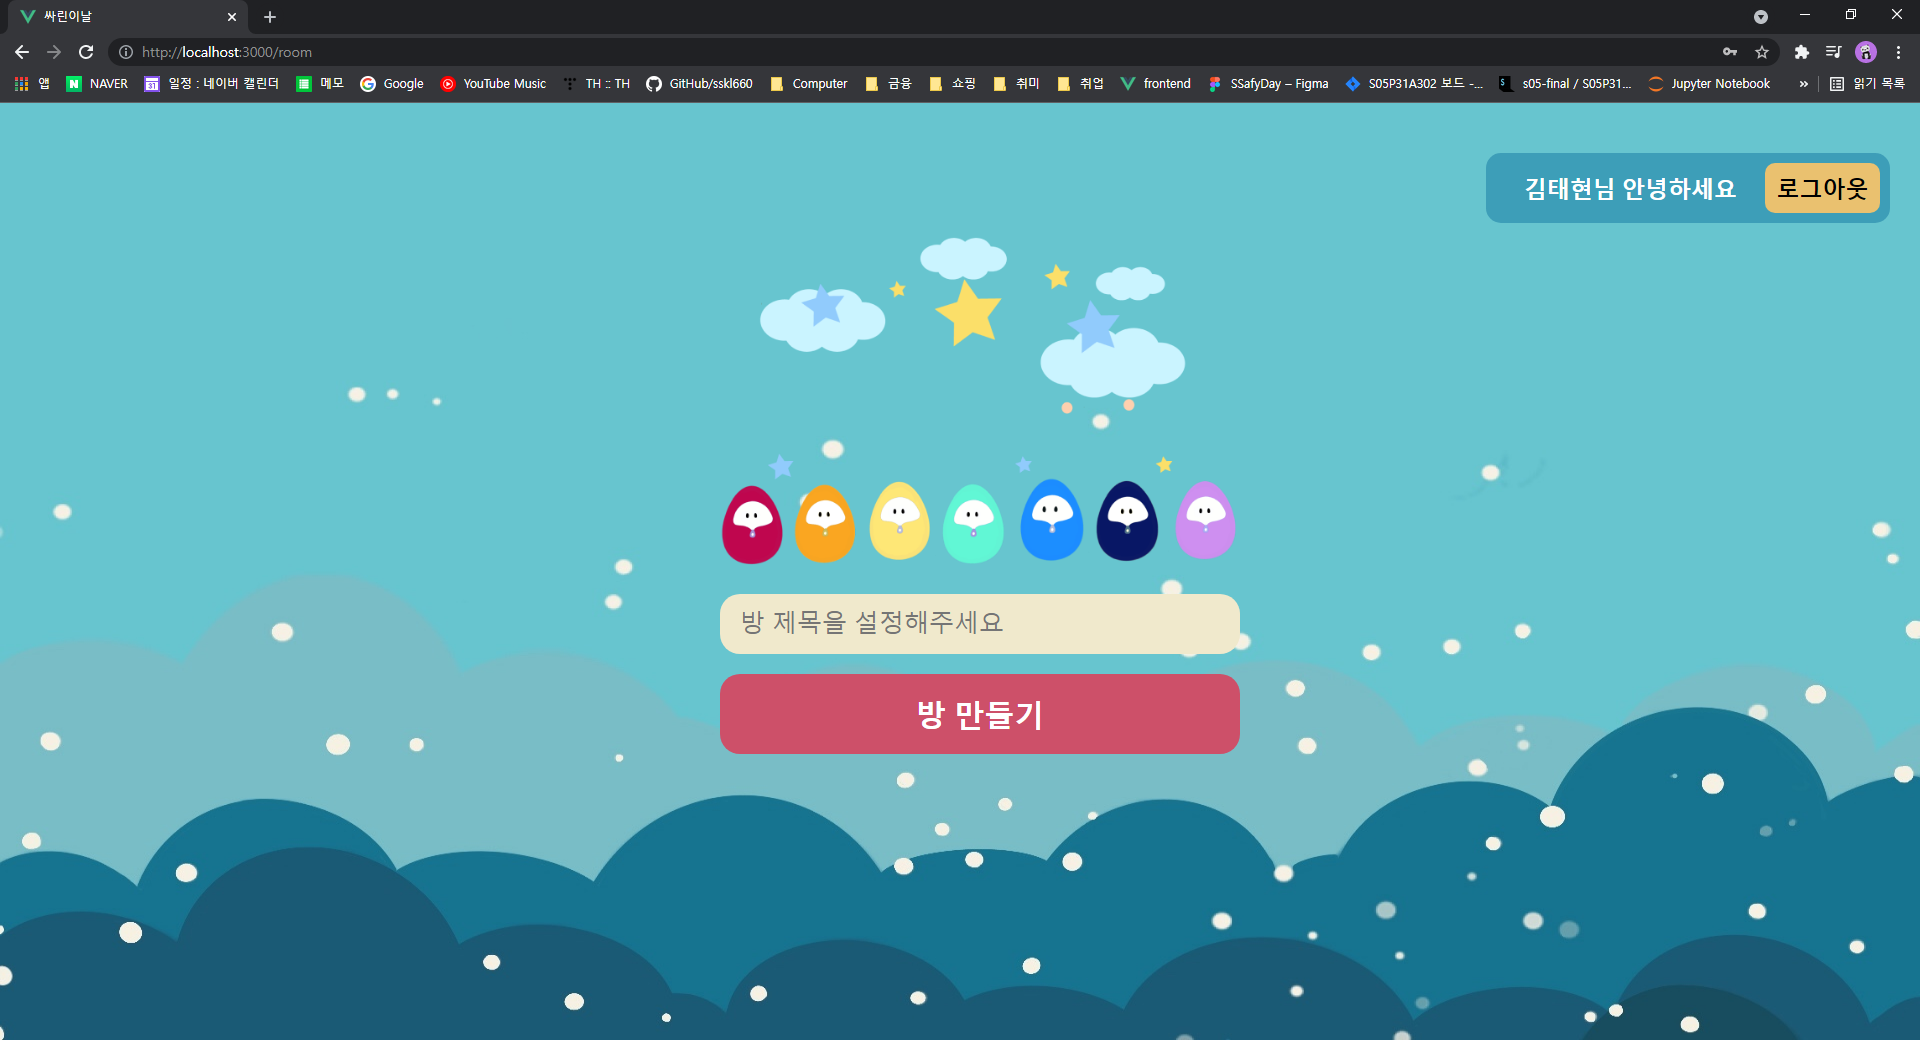 싸린이날
http://localhost:3000/room
앱
NAVER
일정 : 네이버 캘린더
메모
Google
YouTube Music
TH :: TH
GitHub/sskl660
Computer
금융
쇼핑
취미
취업
frontend
SSafyDay – Figma
S05P31A302 보드 -...
s05-final / S05P31...
Jupyter Notebook
»
읽기 목록
김태현님 안녕하세요
로그아웃
방 제목을 설정해주세요
방 만들기